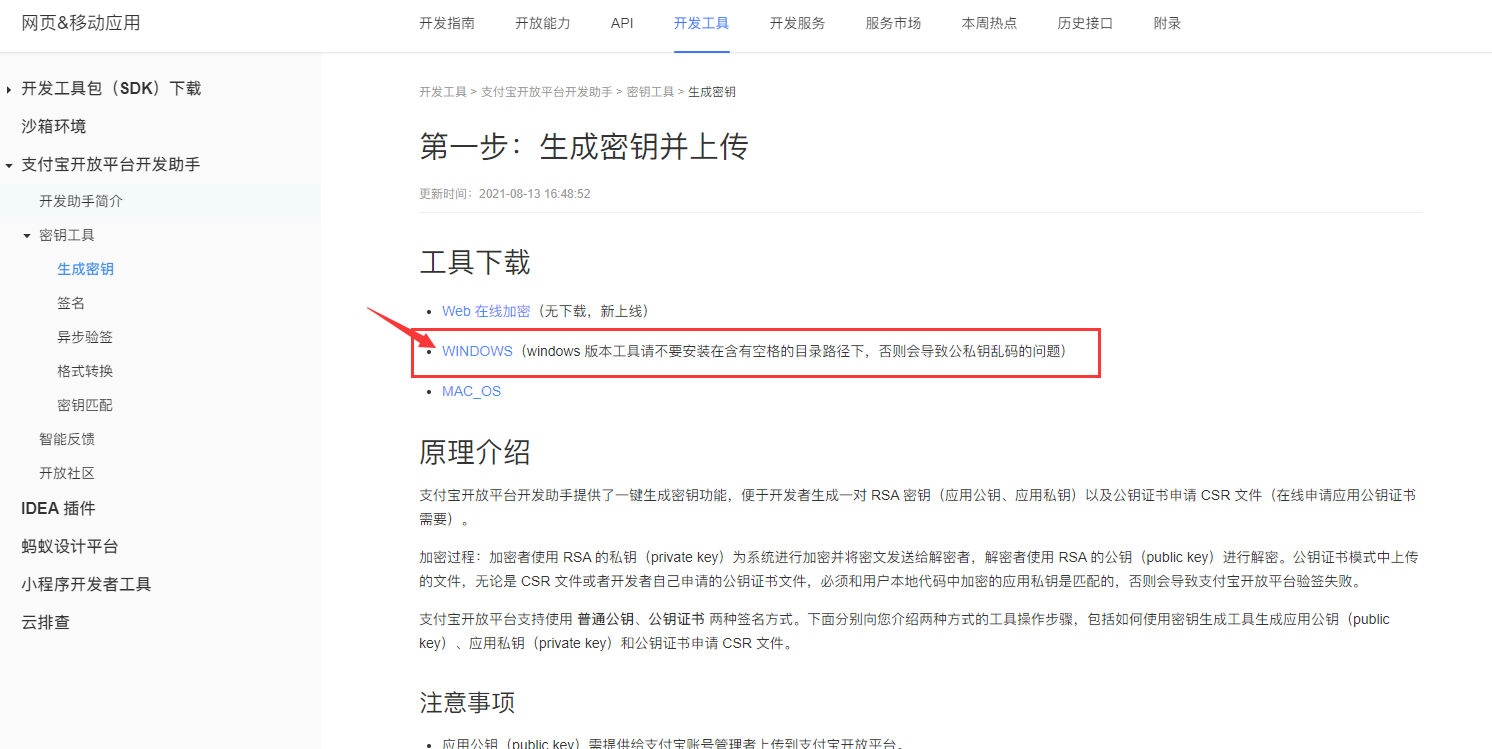 网页&移动应用
开发指南
开放能力
API
开发工具
开发服务
服务市场
本周热点
历史接口
附录
开发工具包（SDK）下载
沙箱环境
支付宝开放平台开发助手
开发助手简介
密钥工具
生成密钥
签名
异步验签
格式转换
密钥匹配
智能反馈
开放社区
IDEA 插件
蚂蚁设计平台
小程序开发者工具
云排查
开发工具 > 支付宝开放平台开发助手 > 密钥工具 > 生成密钥
第一步：生成密钥并上传
更新时间：2021-08-13 16:48:52
工具下载
Web 在线加密（无下载，新上线）
WINDOWS（windows 版本工具请不要安装在含有空格的目录路径下，否则会导致公私钥乱码的问题）
MAC_OS
原理介绍
支付宝开放平台开发助手提供了一键生成密钥功能，便于开发者生成一对 RSA 密钥（应用公钥、应用私钥）以及公钥证书申请 CSR 文件（在线申请应用公钥证书
需要）。
加密过程：加密者使用 RSA 的私钥（private key）为系统进行加密并将密文发送给解密者，解密者使用 RSA 的公钥（public key）进行解密。公钥证书模式中上传
的文件，无论是 CSR 文件或者开发者自己申请的公钥证书文件，必须和用户本地代码中加密的应用私钥是匹配的，否则会导致支付宝开放平台验签失败。
支付宝开放平台支持使用 普通公钥、公钥证书 两种签名方式。下面分别向您介绍两种方式的工具操作步骤，包括如何使用密钥生成工具生成应用公钥（public
key）、应用私钥（private key）和公钥证书申请 CSR 文件。
注意事项
应用公钥（public key）需提供给支付宝账号管理者上传到支付宝开放平台。